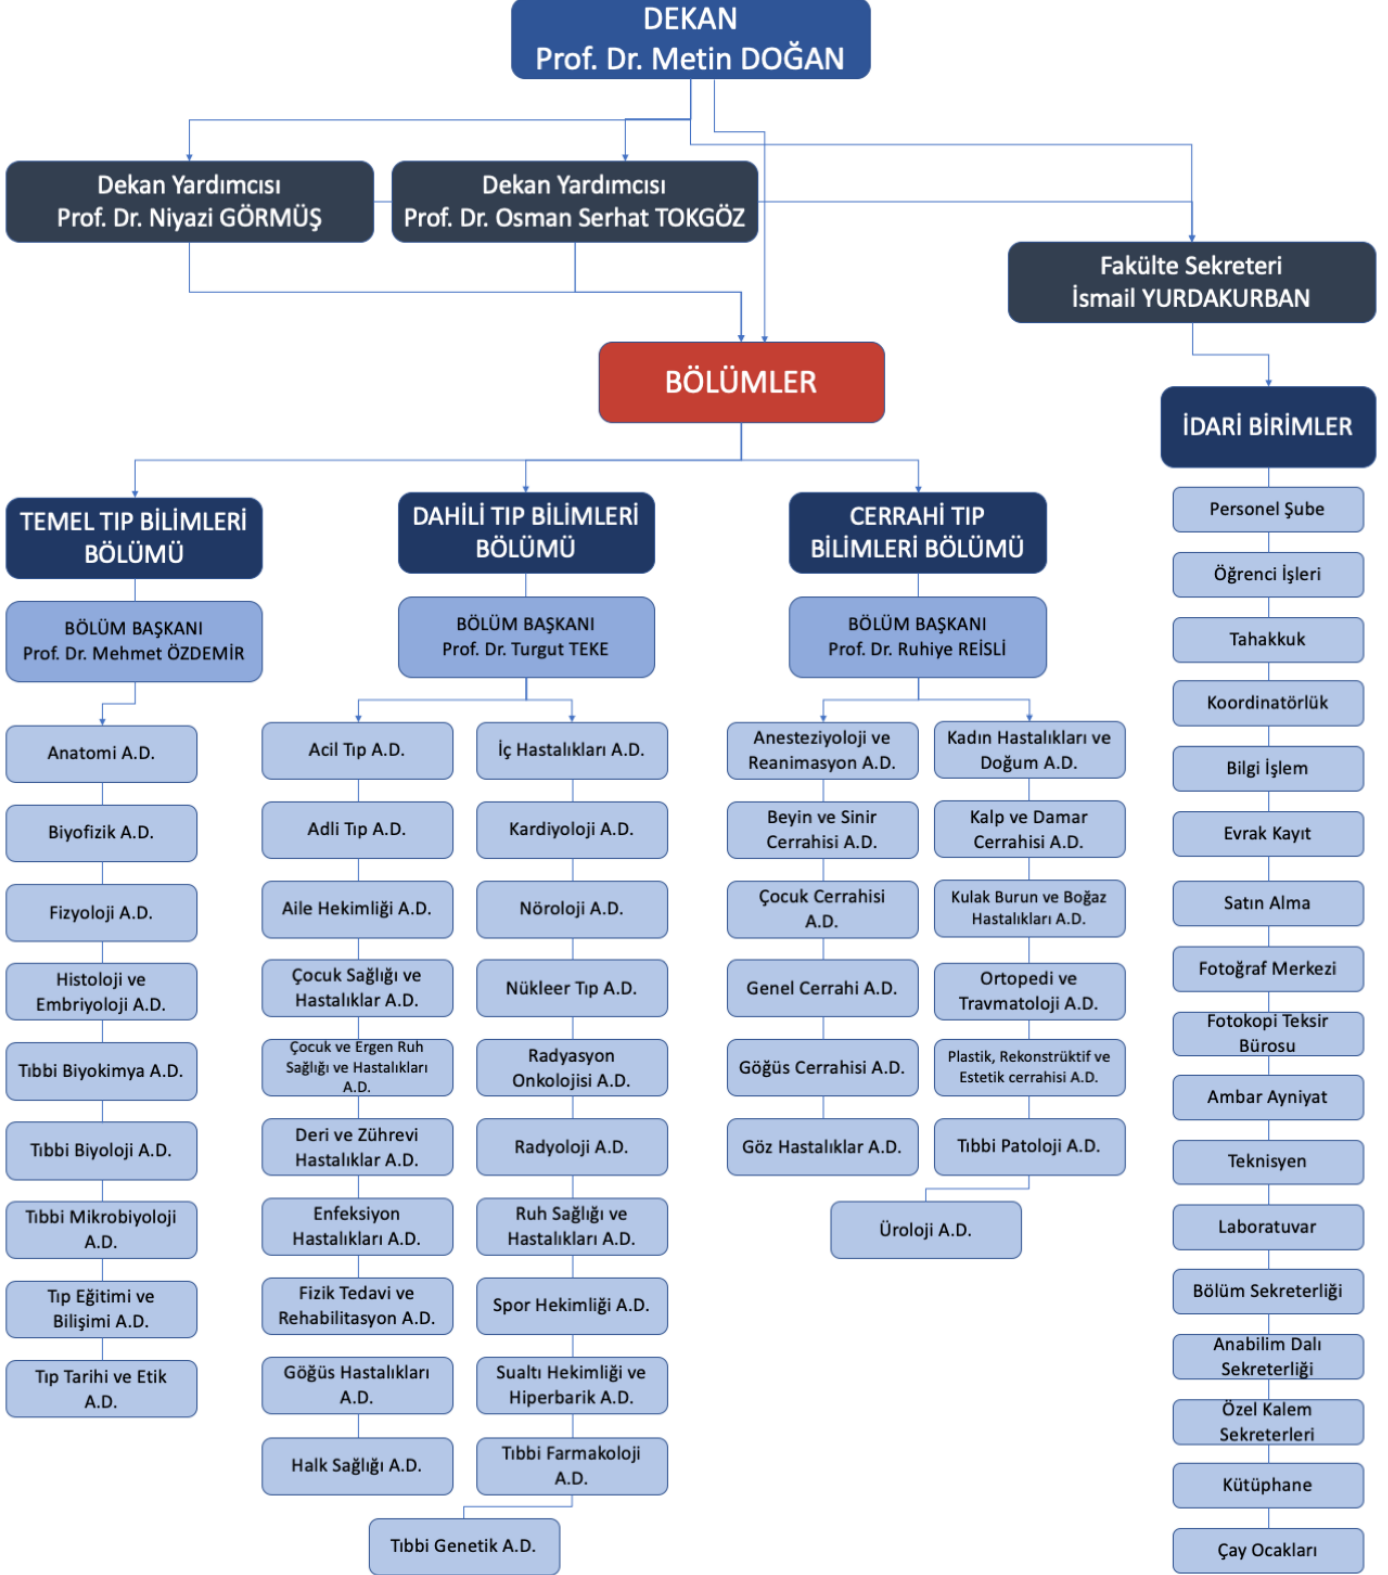 DEKAN
Prof. Dr. Metin DOĞAN
Dekan Yardımcısı
Prof. Dr. Niyazi GÖRMÜŞ
Dekan Yardımcısı
Prof. Dr. Osman Serhat TOKGÖZ
Fakülte Sekreteri
İsmail YURDAKURBAN
BÖLÜMLER
TEMEL TIP BİLİMLERİ
BÖLÜMÜ
BÖLÜM BAŞKANI
Prof. Dr. Mehmet ÖZDEMİR
Anatomi A.D.
Biyofizik A.D.
Fizyoloji A.D.
Histoloji ve
Embriyoloji A.D.
Tıbbi Biyokimya A.D.
Tıbbi Biyoloji A.D.
Tıbbi Mikrobiyoloji
A.D.
Tıp Eğitimi ve
Bilişimi A.D.
Tıp Tarihi ve Etik
A.D.
DAHİLİ TIP BİLİMLERİ
BÖLÜMÜ
BÖLÜM BAŞKANI
Prof. Dr. Turgut TEKE
Acil Tıp A.D.
Adli Tıp A.D.
Aile Hekimliği A.D.
Çocuk Sağlığı ve
Hastalıklar A.D.
Çocuk ve Ergen Ruh
Sağlığı ve Hastalıkları
A.D.
Deri ve Zührevi
Hastalıklar A.D.
Enfeksiyon
Hastalıkları A.D.
Fizik Tedavi ve
Rehabilitasyon A.D.
Göğüs Hastalıkları
A.D.
Halk Sağlığı A.D.
İç Hastalıkları A.D.
Kardiyoloji A.D.
Nöroloji A.D.
Nükleer Tıp A.D.
Radyasyon
Onkolojisi A.D.
Radyoloji A.D.
Ruh Sağlığı ve
Hastalıkları A.D.
Spor Hekimliği A.D.
Sualtı Hekimliği ve
Hiperbarik A.D.
Tıbbi Farmakoloji
A.D.
Tıbbi Genetik A.D.
CERRAHİ TIP
BİLİMLERİ BÖLÜMÜ
BÖLÜM BAŞKANI
Prof. Dr. Ruhiye REİSLİ
Anesteziyoloji ve
Reanimasyon A.D.
Beyin ve Sinir
Cerrahisi A.D.
Çocuk Cerrahisi
A.D.
Genel Cerrahi A.D.
Göğüs Cerrahisi A.D.
Göz Hastalıklar A.D.
Kadın Hastalıkları ve
Doğum A.D.
Kalp ve Damar
Cerrahisi A.D.
Kulak Burun ve Boğaz
Hastalıkları A.D.
Ortopedi ve
Travmatoloji A.D.
Plastik, Rekonstrüktif ve
Estetik cerrahisi A.D.
Tıbbi Patoloji A.D.
Üroloji A.D.
İDARİ BİRİMLER
Personel Şube
Öğrenci İşleri
Tahakkuk
Koordinatörlük
Bilgi İşlem
Evrak Kayıt
Satın Alma
Fotoğraf Merkezi
Fotokopi Teksir
Bürosu
Ambar Ayniyat
Teknisyen
Laboratuvar
Bölüm Sekreterliği
Anabilim Dalı
Sekreterliği
Özel Kalem
Sekreterleri
Kütüphane
Çay Ocakları